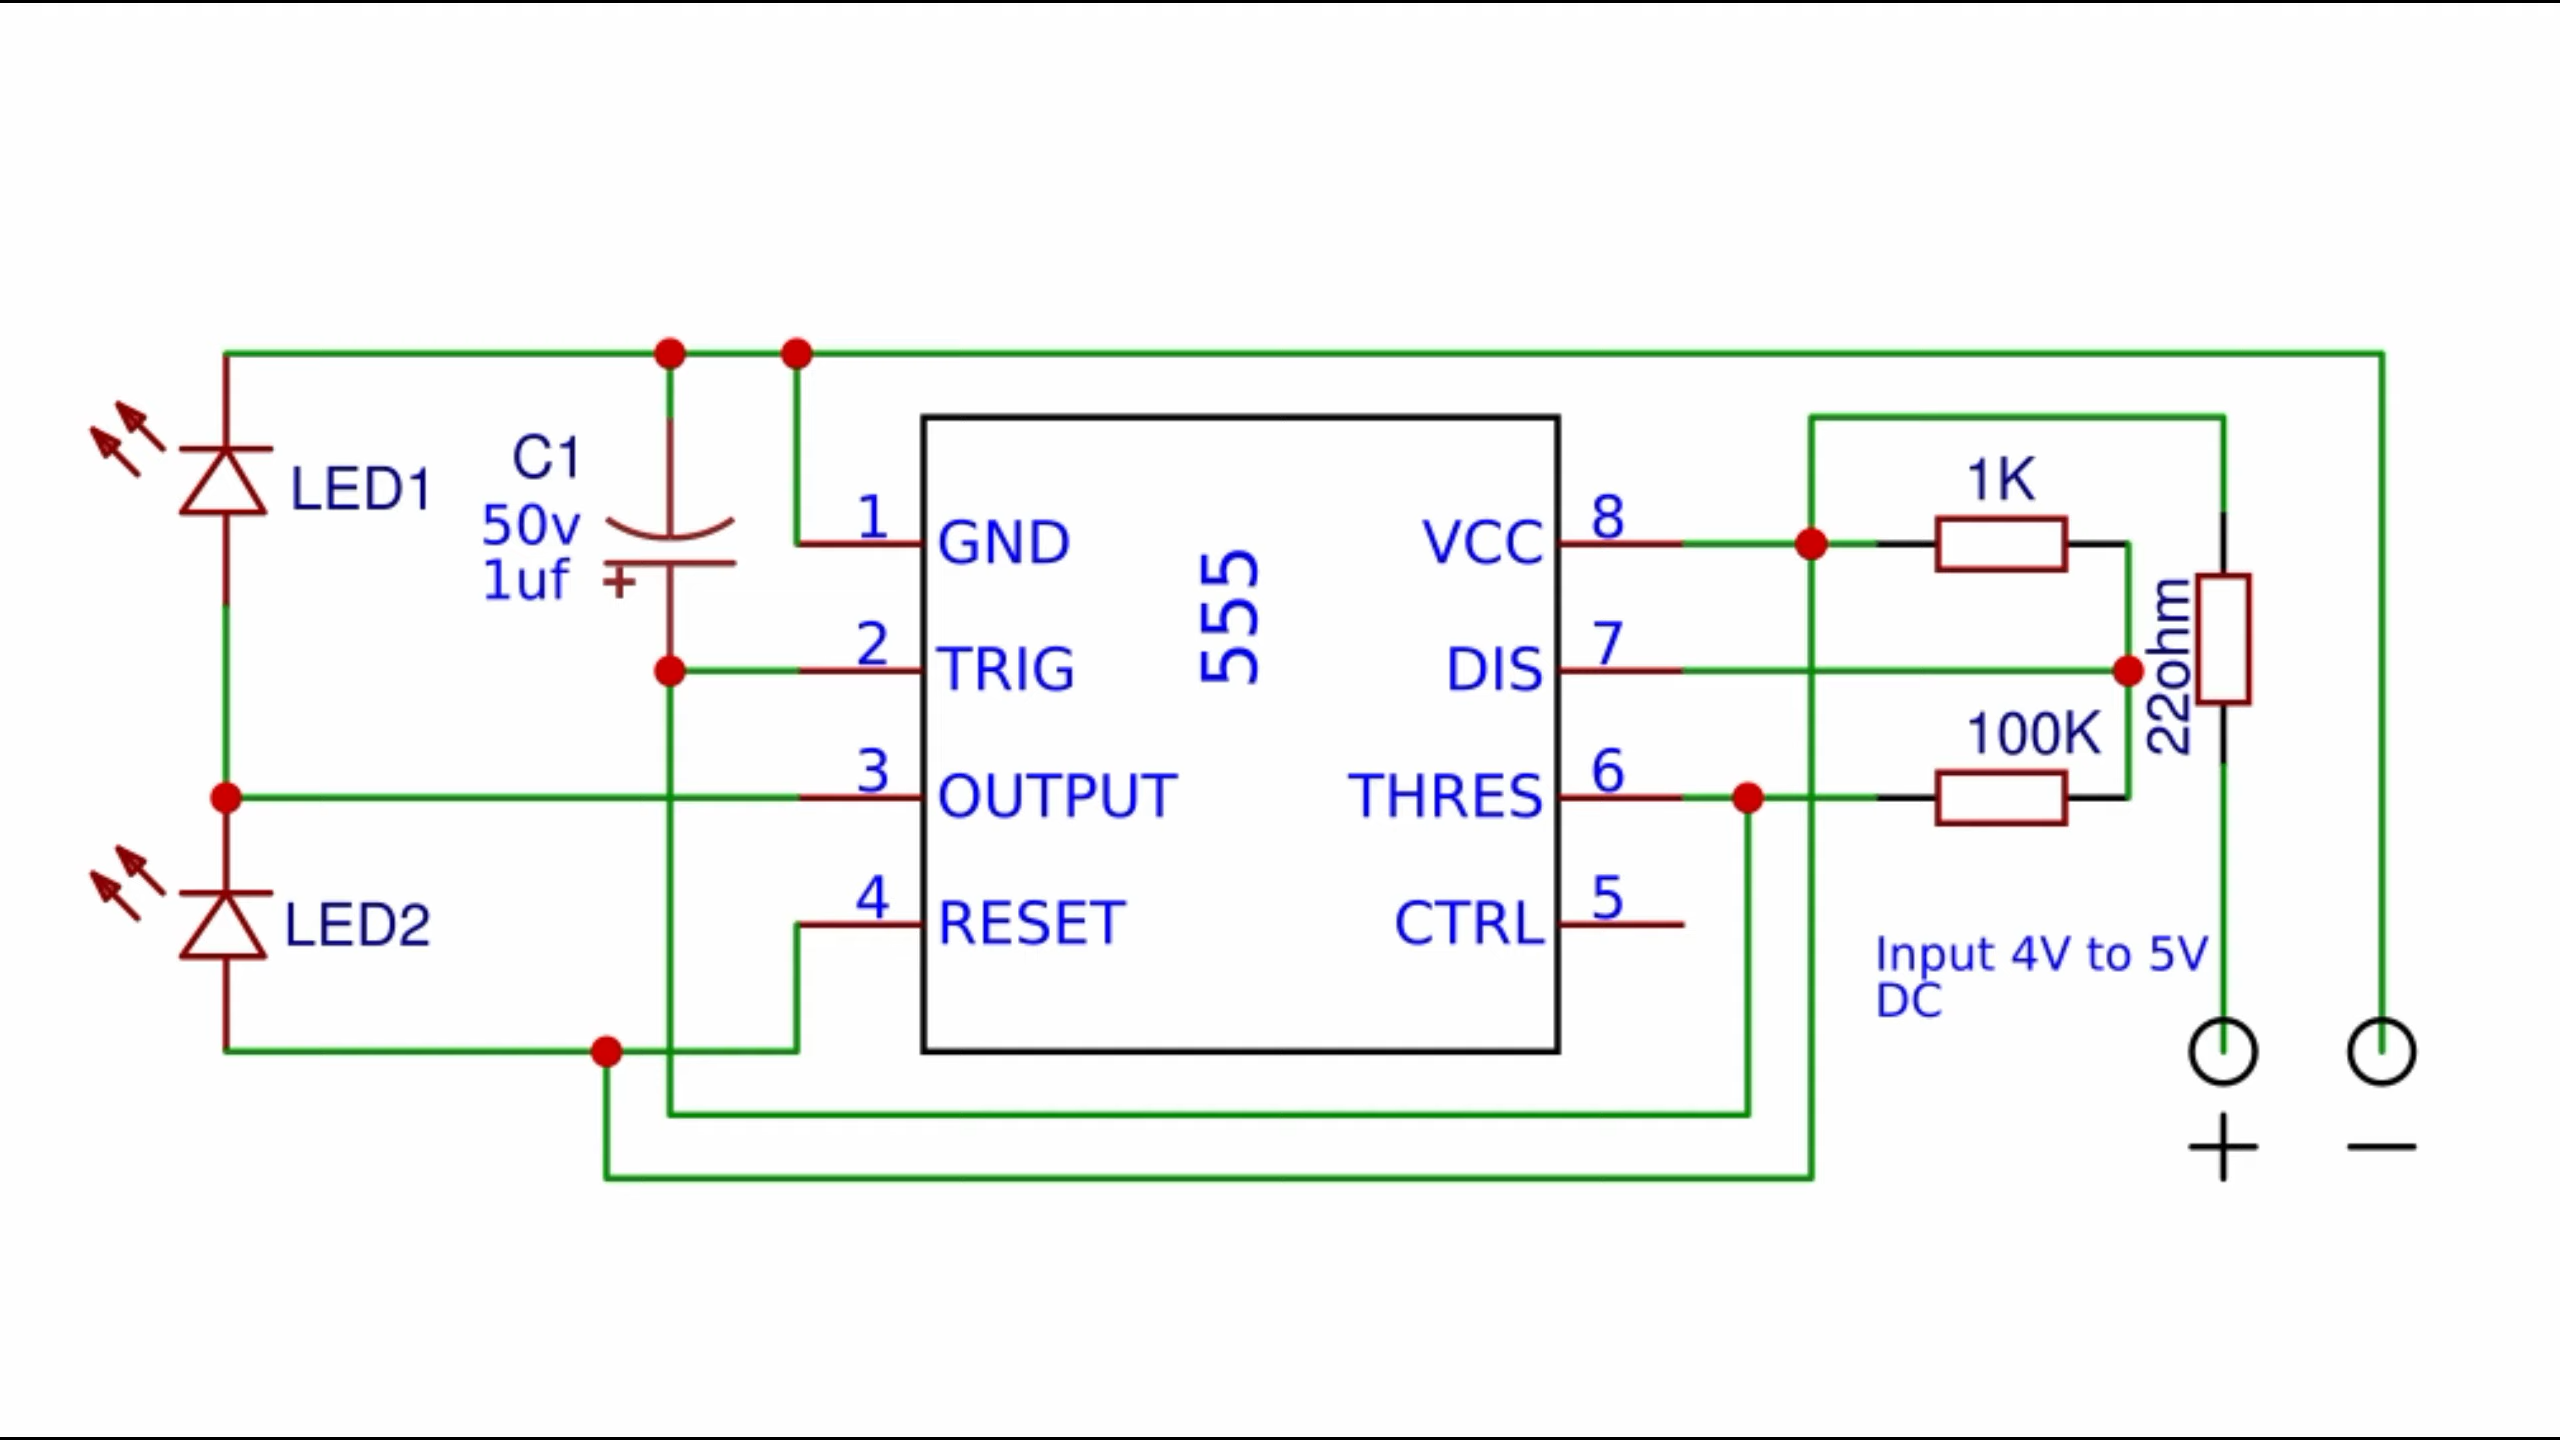 LED1
C1
50v
1uf
555
1
GND
2
TRIG
3
OUTPUT
4
RESET
VCC
8
DIS
7
THRES
6
CTRL
5
1K
100K
22ohm
LED2
Input 4V to 5V
DC
+
−